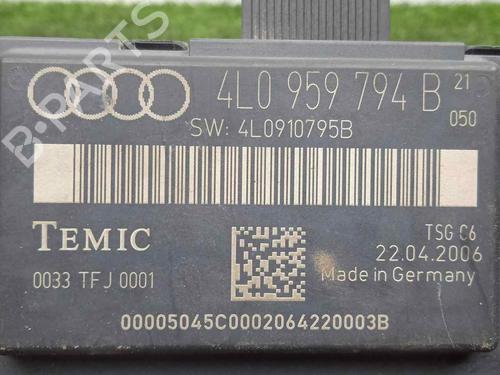 4L0 959 794 B 21
050
SW: 4L0910795B
TEMIC
0033 TFJ 0001
TSG C6
22.04.2006
Made in Germany
00005045C0002064220003B
B-PARTS